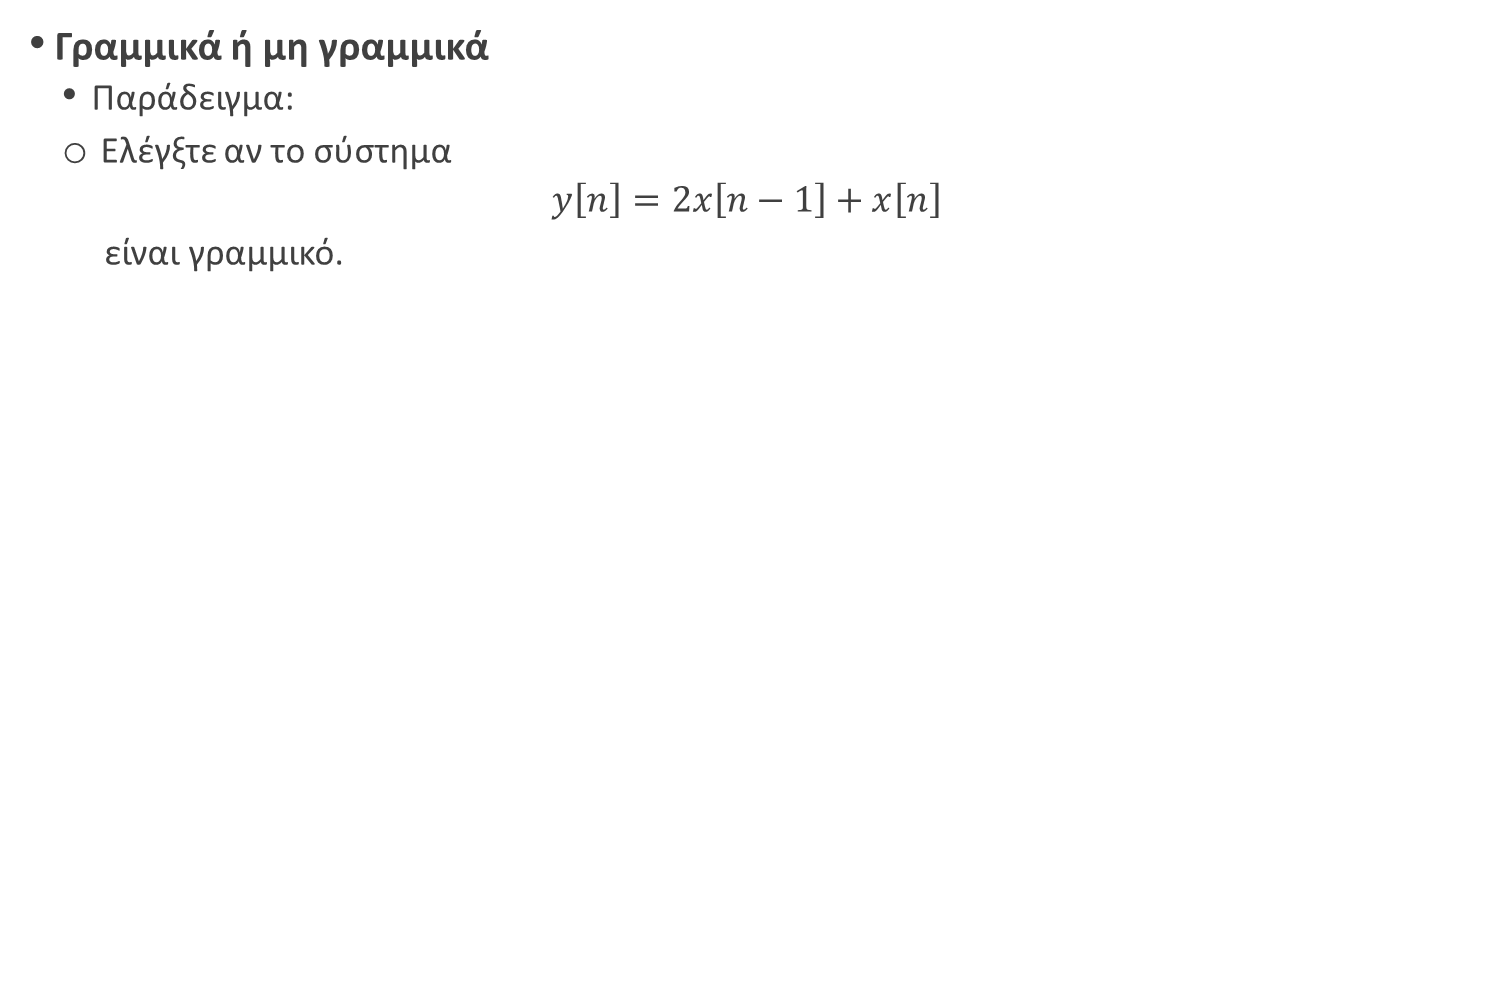 • Γραμμικά ή μη γραμμικά
• Παράδειγμα:
○ Ελέγξτε αν το σύστημα
y[n] = 2x[n − 1] + x[n]
είναι γραμμικό.